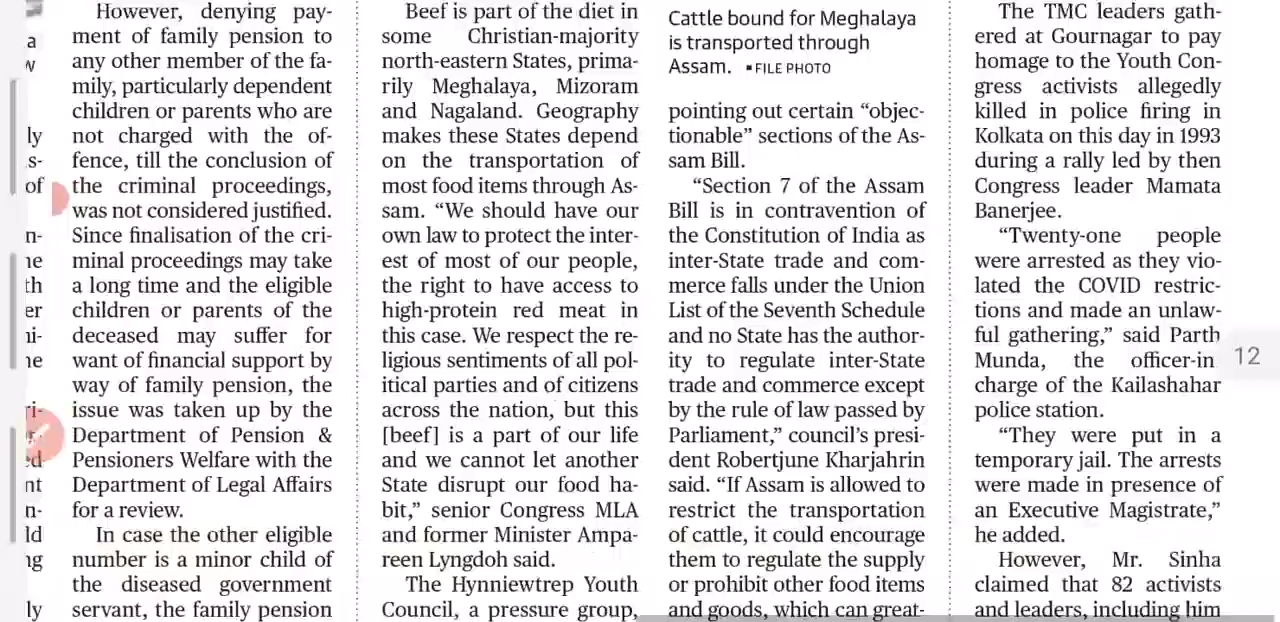 However, denying pay-
ment of family pension to
any other member of the fa-
mily, particularly dependent
children or parents who are
not charged with the of-
fence, till the conclusion of
the criminal proceedings,
was not considered justified.
Since finalisation of the cri-
minal proceedings may take
a long time and the eligible
children or parents of the
deceased may suffer for
want of financial support by
way of family pension, the
issue was taken up by the
Department of Pension &
Pensioners Welfare with the
Department of Legal Affairs
for a review.
In case the other eligible
number is a minor child of
the diseased government
servant, the family pension
Beef is part of the diet in
some Christian-majority
north-eastern States, prima-
rily Meghalaya, Mizoram
and Nagaland. Geography
makes these States depend
on the transportation of
most food items through As-
sam. “We should have our
own law to protect the inter-
est of most of our people,
the right to have access to
high-protein red meat in
this case. We respect the re-
ligious sentiments of all pol-
itical parties and of citizens
across the nation, but this
[beef] is a part of our life
and we cannot let another
State disrupt our food ha-
bit,” senior Congress MLA
and former Minister Ampa-
reen Lyngdoh said.
The Hynniewtrep Youth
Council, a pressure group,
Cattle bound for Meghalaya
is transported through
Assam. ▪ FILE PHOTO
pointing out certain “objec-
tionable” sections of the As-
sam Bill.
“Section 7 of the Assam
Bill is in contravention of
the Constitution of India as
inter-State trade and com-
merce falls under the Union
List of the Seventh Schedule
and no State has the author-
ity to regulate inter-State
trade and commerce except
by the rule of law passed by
Parliament,” council’s presi-
dent Robertjune Kharjahrin
said. “If Assam is allowed to
restrict the transportation
of cattle, it could encourage
them to regulate the supply
or prohibit other food items
and goods, which can great-
The TMC leaders gath-
ered at Gournagar to pay
homage to the Youth Con-
gress activists allegedly
killed in police firing in
Kolkata on this day in 1993
during a rally led by then
Congress leader Mamata
Banerjee.
“Twenty-one people
were arrested as they vio-
lated the COVID restric-
tions and made an unlaw-
ful gathering,” said Parth
Munda, the officer-in
charge of the Kailashahar
police station.
“They were put in a
temporary jail. The arrests
were made in presence of
an Executive Magistrate,”
he added.
However, Mr. Sinha
claimed that 82 activists
and leaders, including him
12